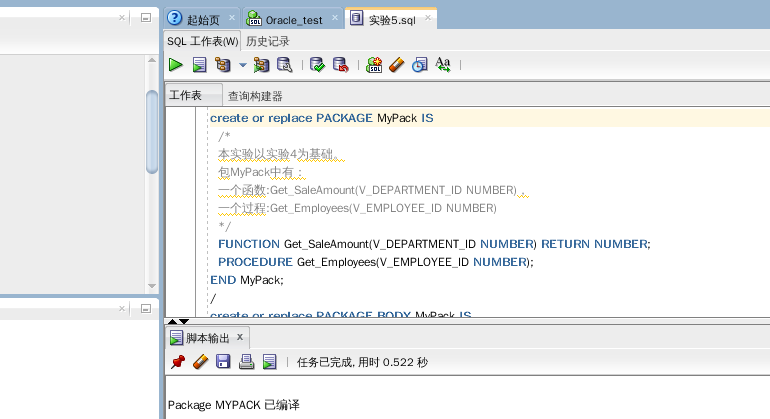 起始页
Oracle_test
实验5.sql
SQL 工作表(W) 历史记录
工作表
查询构建器
create or replace PACKAGE MyPack IS
/*
本实验以实验4为基础。
包MyPack中有：
一个函数:Get_SaleAmount(V_DEPARTMENT_ID NUMBER)，
一个过程:Get_Employees(V_EMPLOYEE_ID NUMBER)
*/
FUNCTION Get_SaleAmount(V_DEPARTMENT_ID NUMBER) RETURN NUMBER;
PROCEDURE Get_Employees(V_EMPLOYEE_ID NUMBER);
END MyPack;
/
create or replace PACKAGE BODY MyPack IS
脚本输出
任务已完成, 用时 0.522 秒
Package MYPACK 已编译